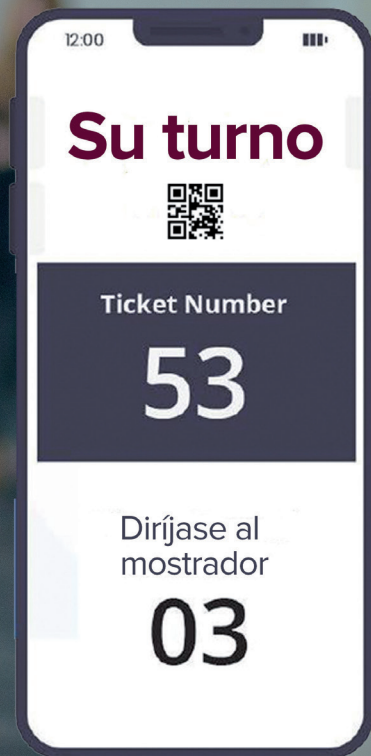 12:00
Su turno
Ticket Number
53
Diríjase al
mostrador
03